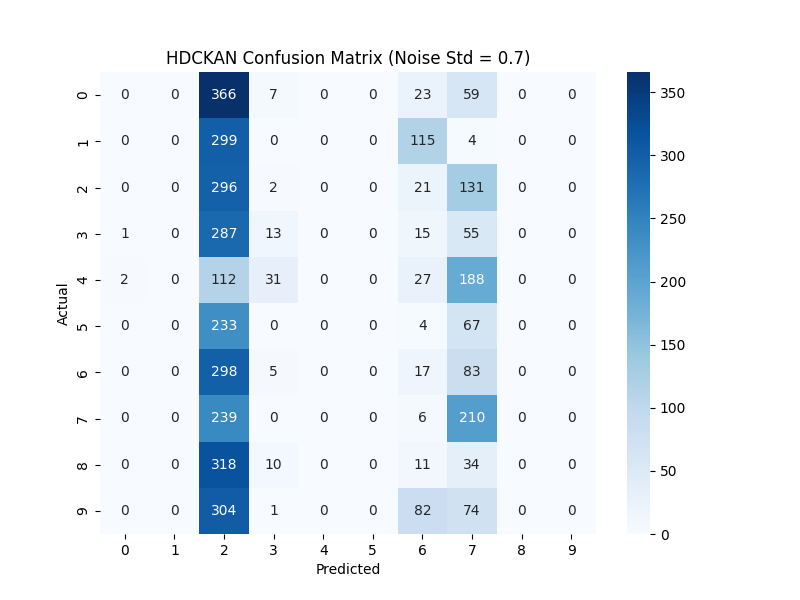 HDCKAN Confusion Matrix (Noise Std = 0.7)
0 0 0 366 7 0 0 23 59 0 0
1 0 0 299 0 0 0 115 4 0 0
2 0 0 296 2 0 0 21 131 0 0
3 1 0 287 13 0 0 15 55 0 0
4 2 0 112 31 0 0 27 188 0 0
5 0 0 233 0 0 0 4 67 0 0
6 0 0 298 5 0 0 17 83 0 0
7 0 0 239 0 0 0 6 210 0 0
8 0 0 318 10 0 0 11 34 0 0
9 0 0 304 1 0 0 82 74 0 0
0 1 2 3 4 5 6 7 8 9
Predicted
Actual
350
300
250
200
150
100
50
0